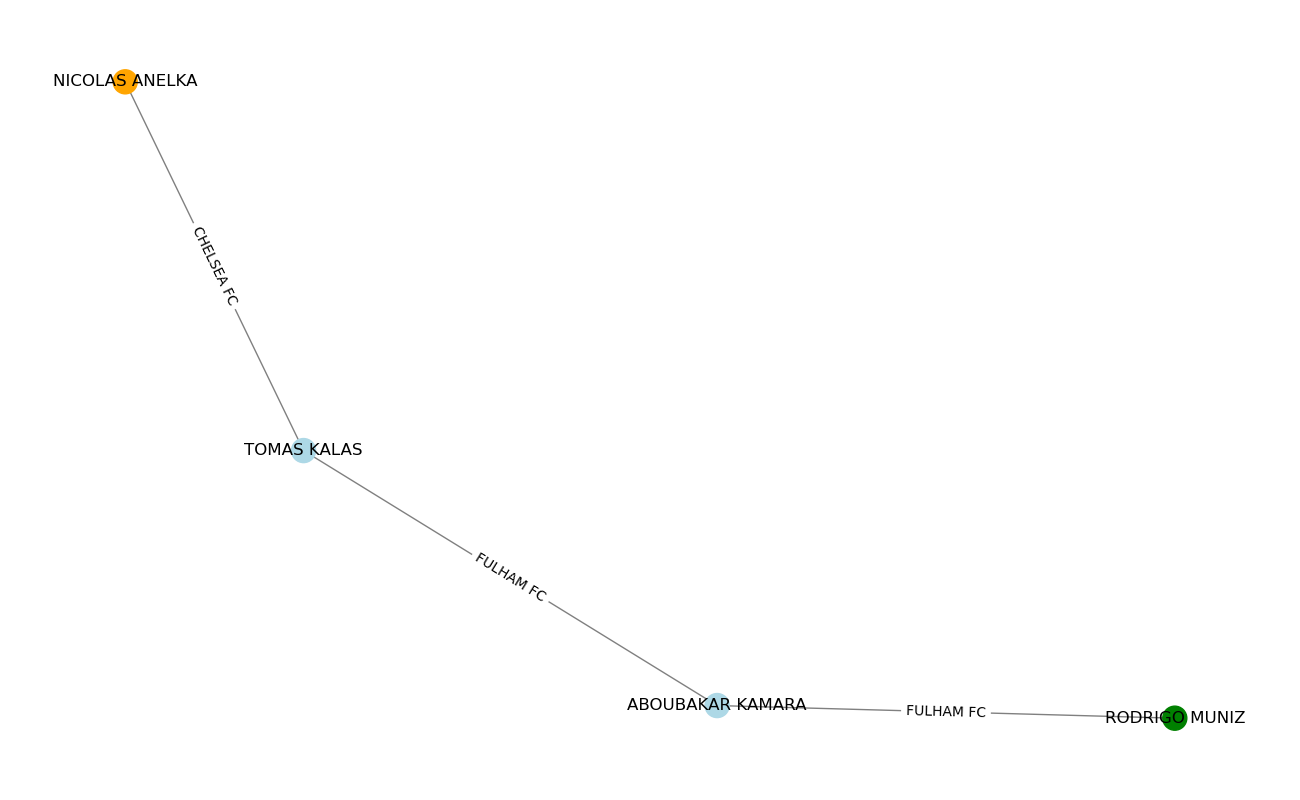 NICOLAS ANELKA
CHELSEA FC
TOMAS KALAS
FULHAM FC
ABOUBAKAR KAMARA
FULHAM FC
RODRIGO MUNIZ